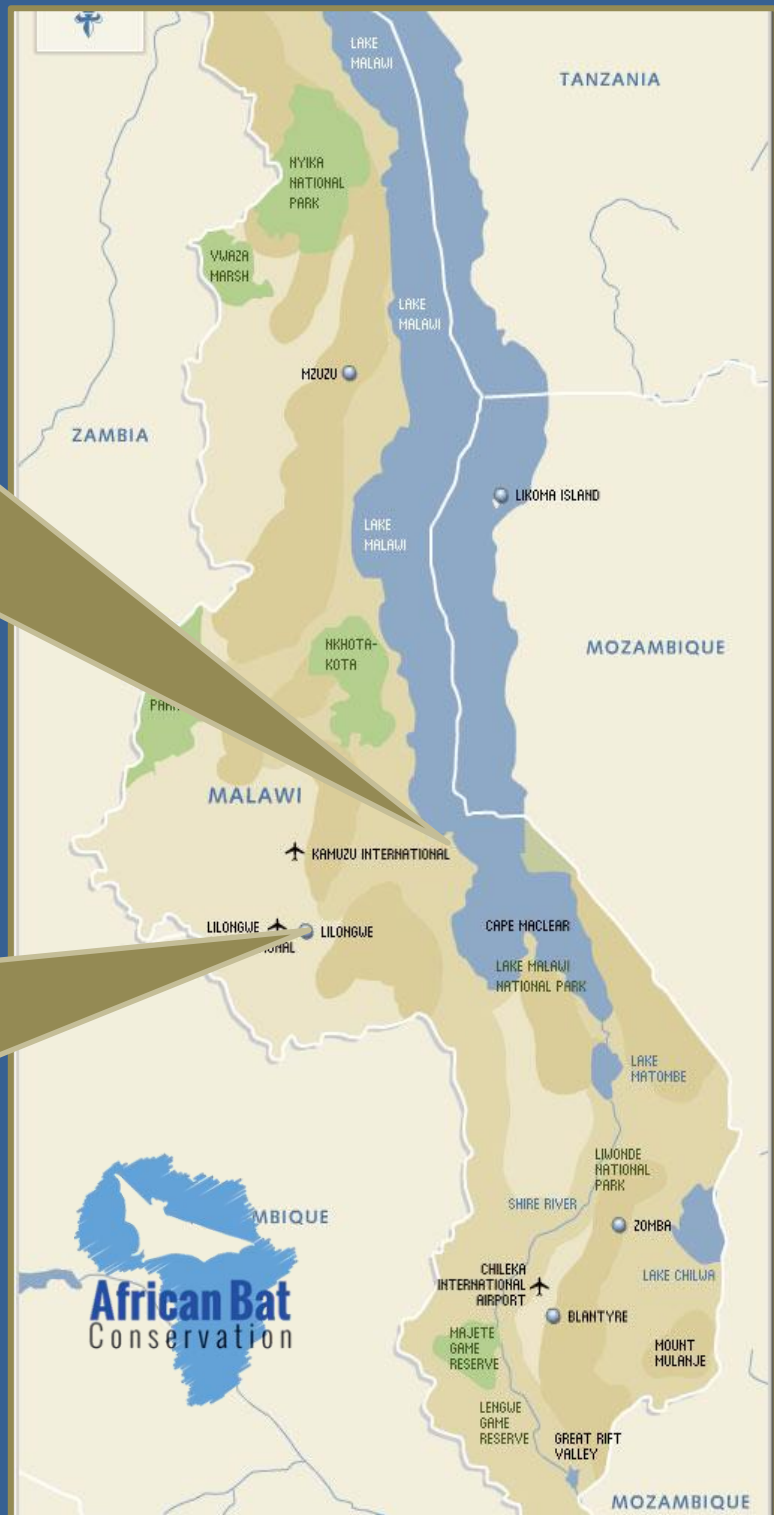 LAKE
MALAWI
TANZANIA
NYIKA
NATIONAL
PARK
VWAZA
MARSH
LAKE
MALAWI
MZUZU
ZAMBIA
LIKOMA ISLAND
LAKE
MALAWI
NKHOTA-
KOTA
MOZAMBIQUE
MALAWI
KAMUZU INTERNATIONAL
LILONGWE
LILONGWE
CAPE MACLEAR
LAKE MALAWI
NATIONAL PARK
LAKE
MATOMBE
LIWONDE
NATIONAL
PARK
SHIRE RIVER
MBIQUE
ZOMBA
LAKE CHILWA
CHILEKA
INTERNATIONAL
AIRPORT
African Bat
Conservation
BLANTYRE
MAJETE
GAME
RESERVE
MOUNT
MULANJE
LENGWE
GAME
RESERVE
GREAT RIFT
VALLEY
MOZAMBIQUE